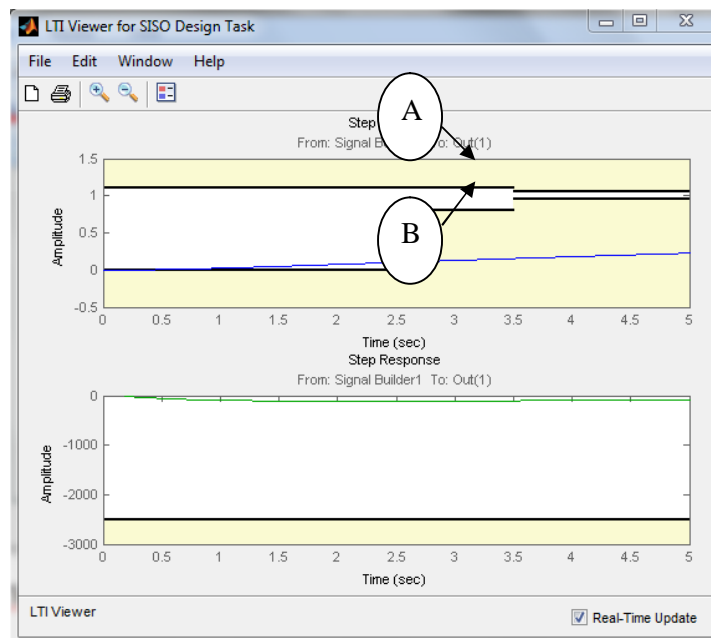 LTI Viewer for SISO Design Task
File Edit Window Help
Step
A
From: Signal B
o: Out(1)
1.5
1
0.5
0
-0.5
Amplitude
B
0 0.5 1 1.5 2 2.5 3 3.5 4 4.5 5
Time (sec)
Step Response
From: Signal Builder1 To: Out(1)
0
-1000
-2000
-3000
Amplitude
0 0.5 1 1.5 2 2.5 3 3.5 4 4.5 5
Time (sec)
LTI Viewer
Real-Time Update